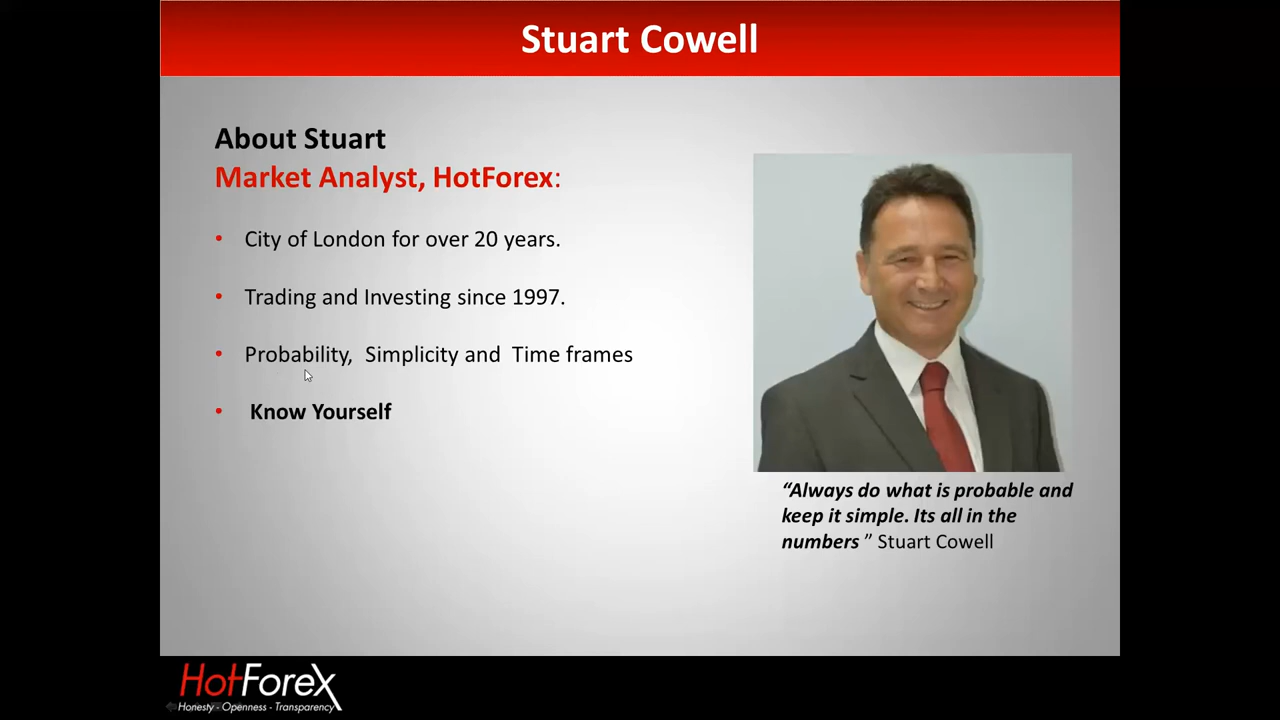 Stuart Cowell
About Stuart
Market Analyst, HotForex:
• City of London for over 20 years.
• Trading and Investing since 1997.
• Probability,  Simplicity and  Time frames
• Know Yourself
“Always do what is probable and
keep it simple. Its all in the
numbers ” Stuart Cowell
HotForex
Honesty - Openness - Transparency